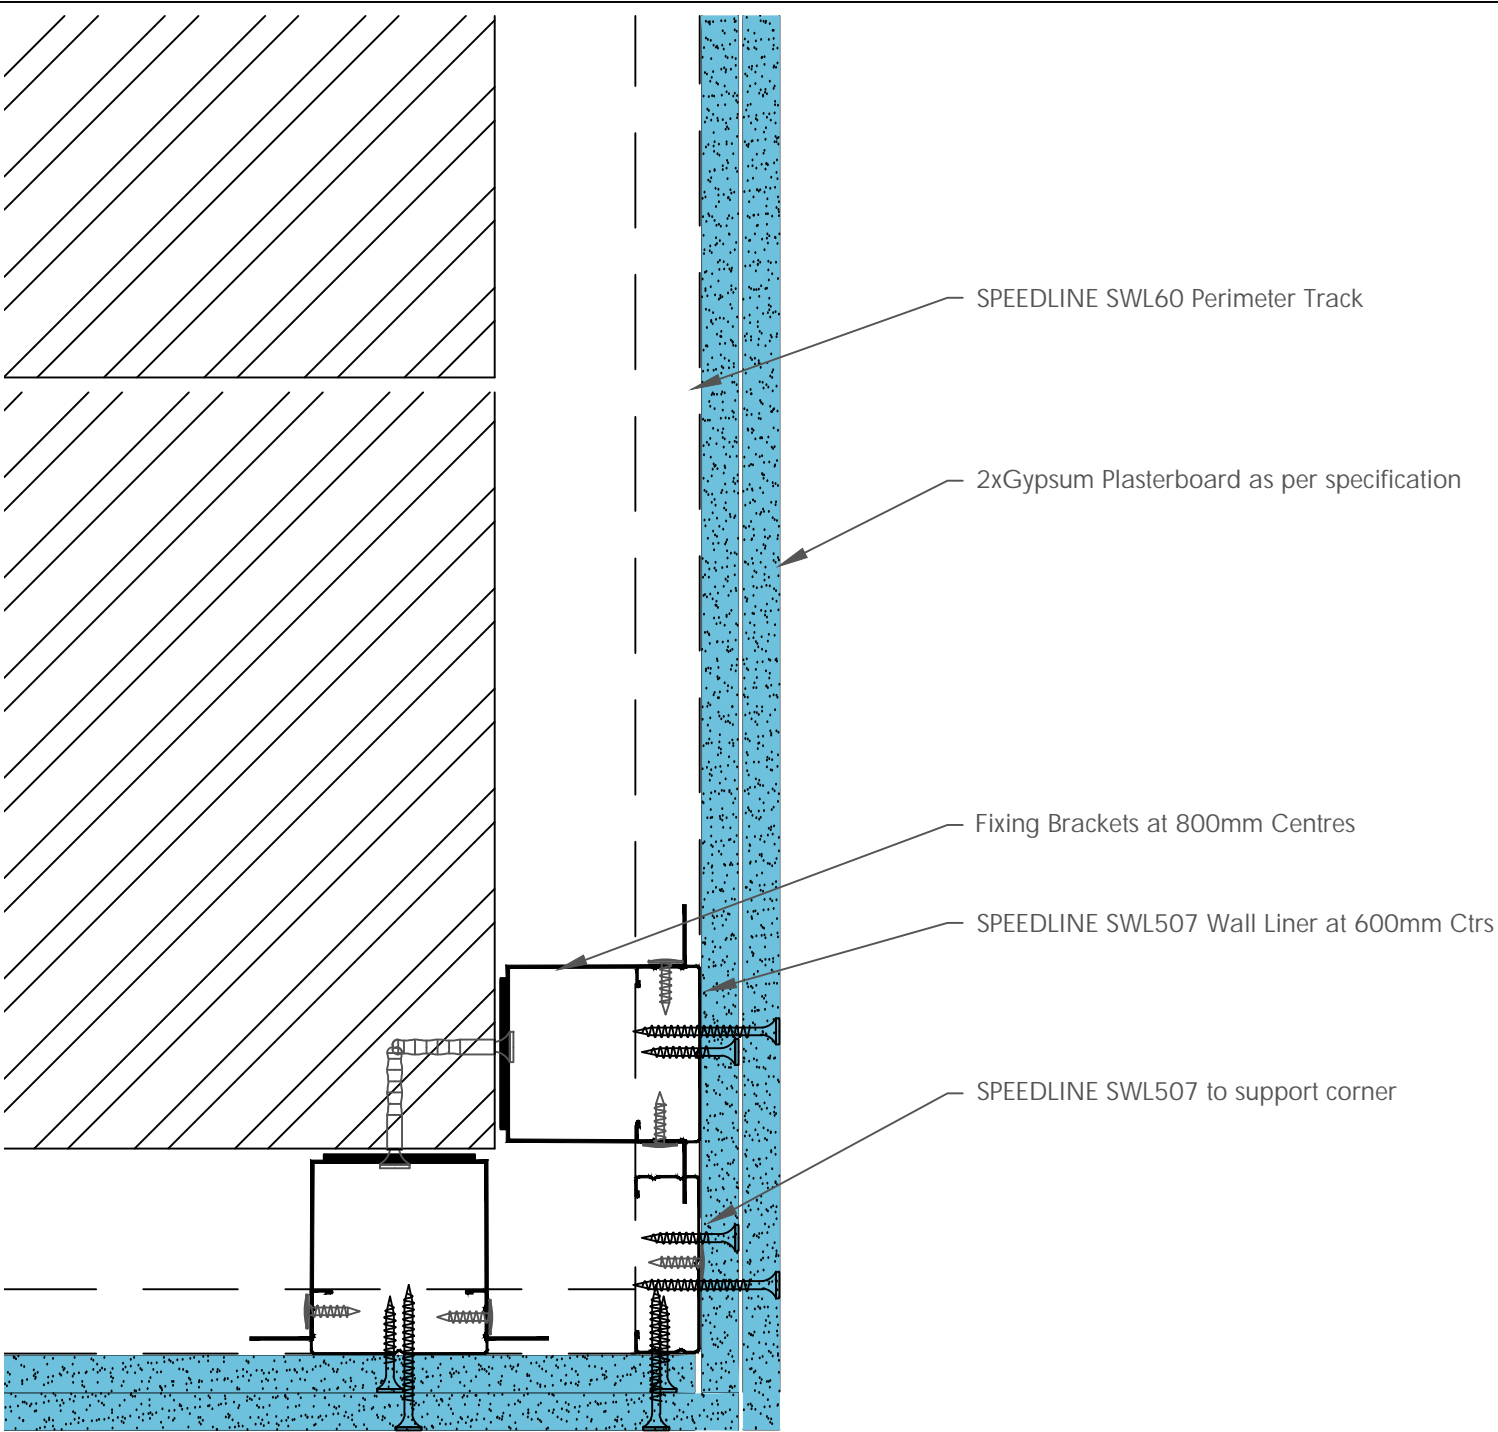 SPEEDLINE SWL60 Perimeter Track
2xGypsum Plasterboard as per specification
Fixing Brackets at 800mm Centres
SPEEDLINE SWL507 Wall Liner at 600mm Ctrs
SPEEDLINE SWL507 to support corner